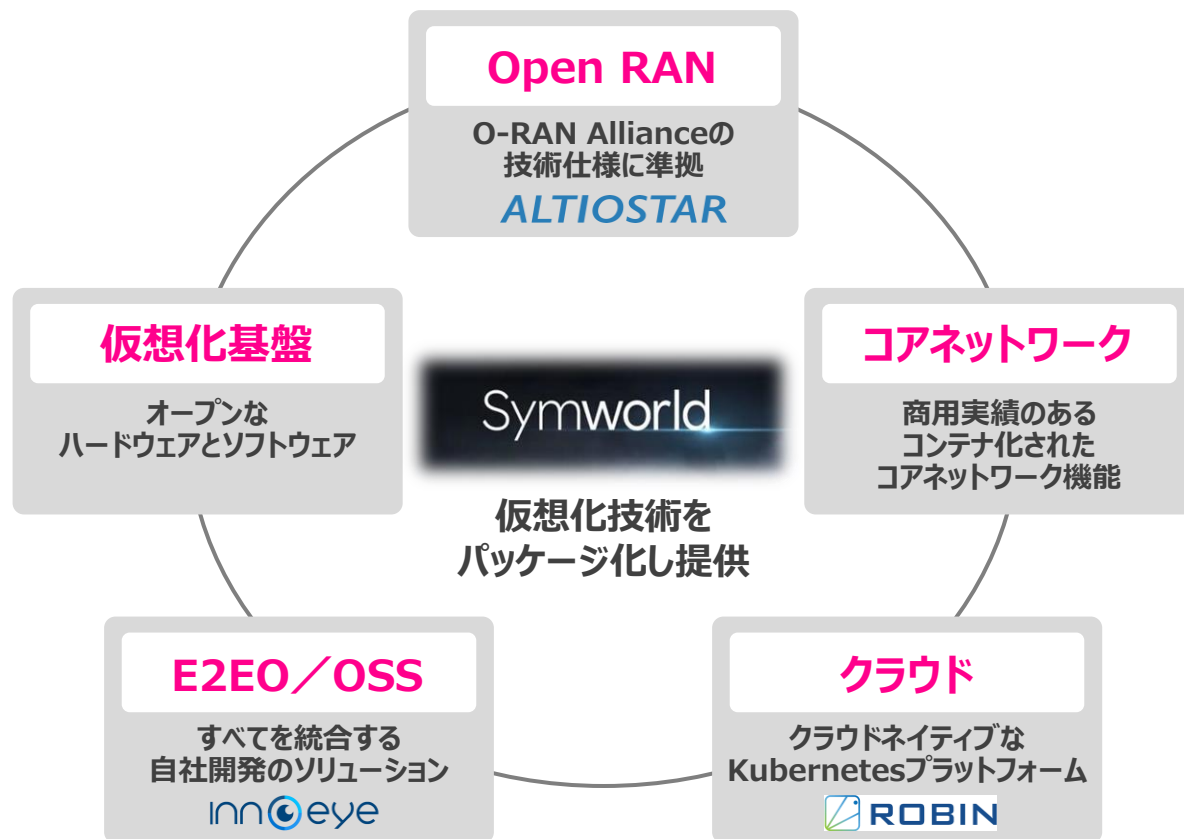 Open RAN
O-RAN Allianceの
技術仕様に準拠
ALTIOSTAR
仮想化基盤
オープンな
ハードウェアとソフトウェア
コアネットワーク
商用実績のある
コンテナ化された
コアネットワーク機能
Symworld
仮想化技術を
パッケージ化し提供
E2EO／OSS
すべてを統合する
自社開発のソリューション
Innoeye
クラウド
クラウドネイティブな
Kubernetesプラットフォーム
ROBIN